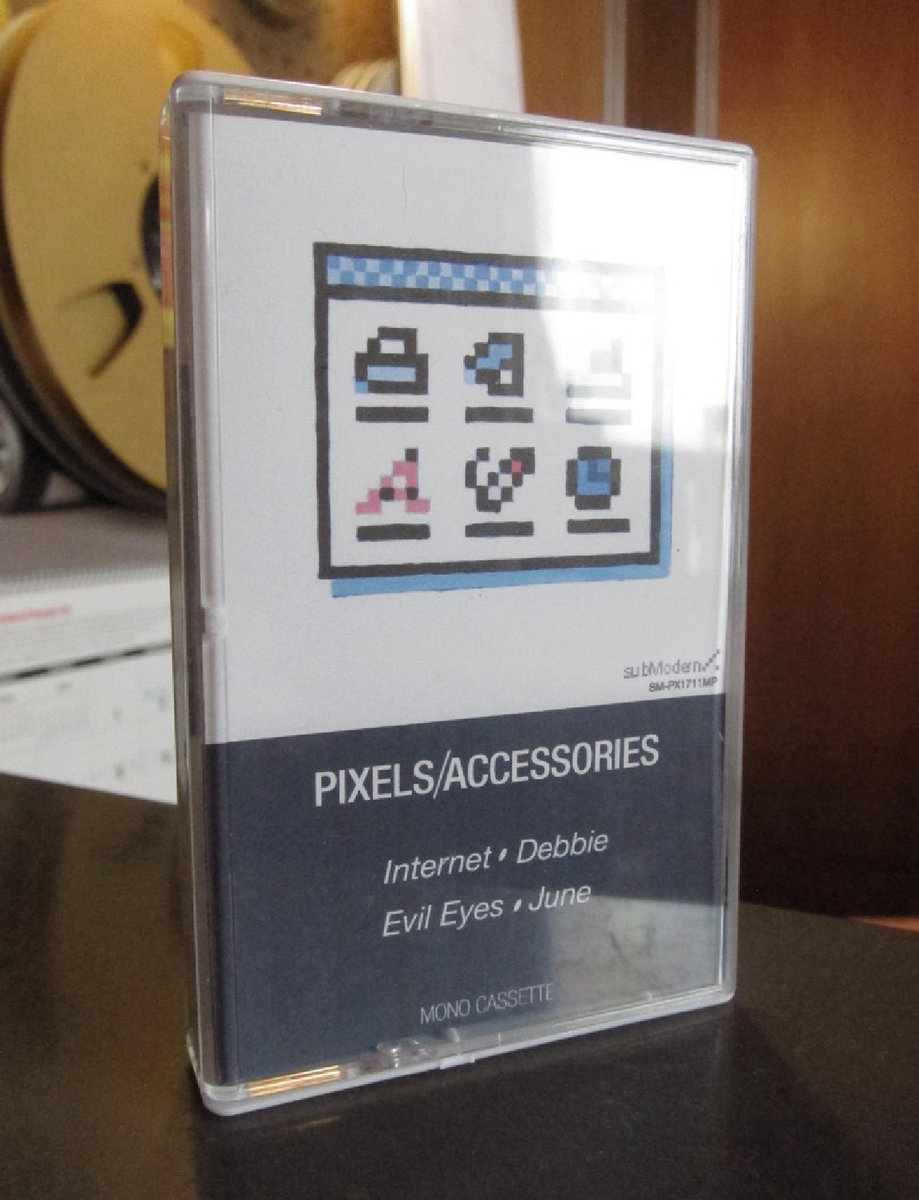 subModern
SM-PX1711MP
PIXELS/ACCESSORIES
Internet • Debbie
Evil Eyes • June
MONO CASSETTE